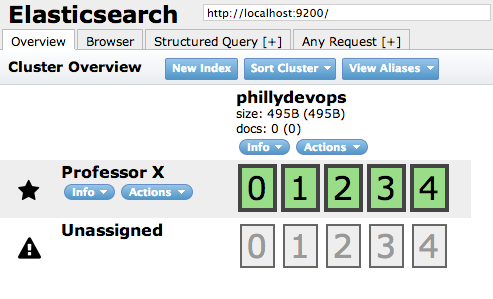 Elasticsearch http://localhost:9200/
Overview Browser Structured Query [+] Any Request [+]
Cluster Overview New Index Sort Cluster View Aliases
phillydevops
size: 495B (495B)
docs: 0 (0)
Info Actions
Professor X
Info Actions
0 1 2 3 4
Unassigned
0 1 2 3 4